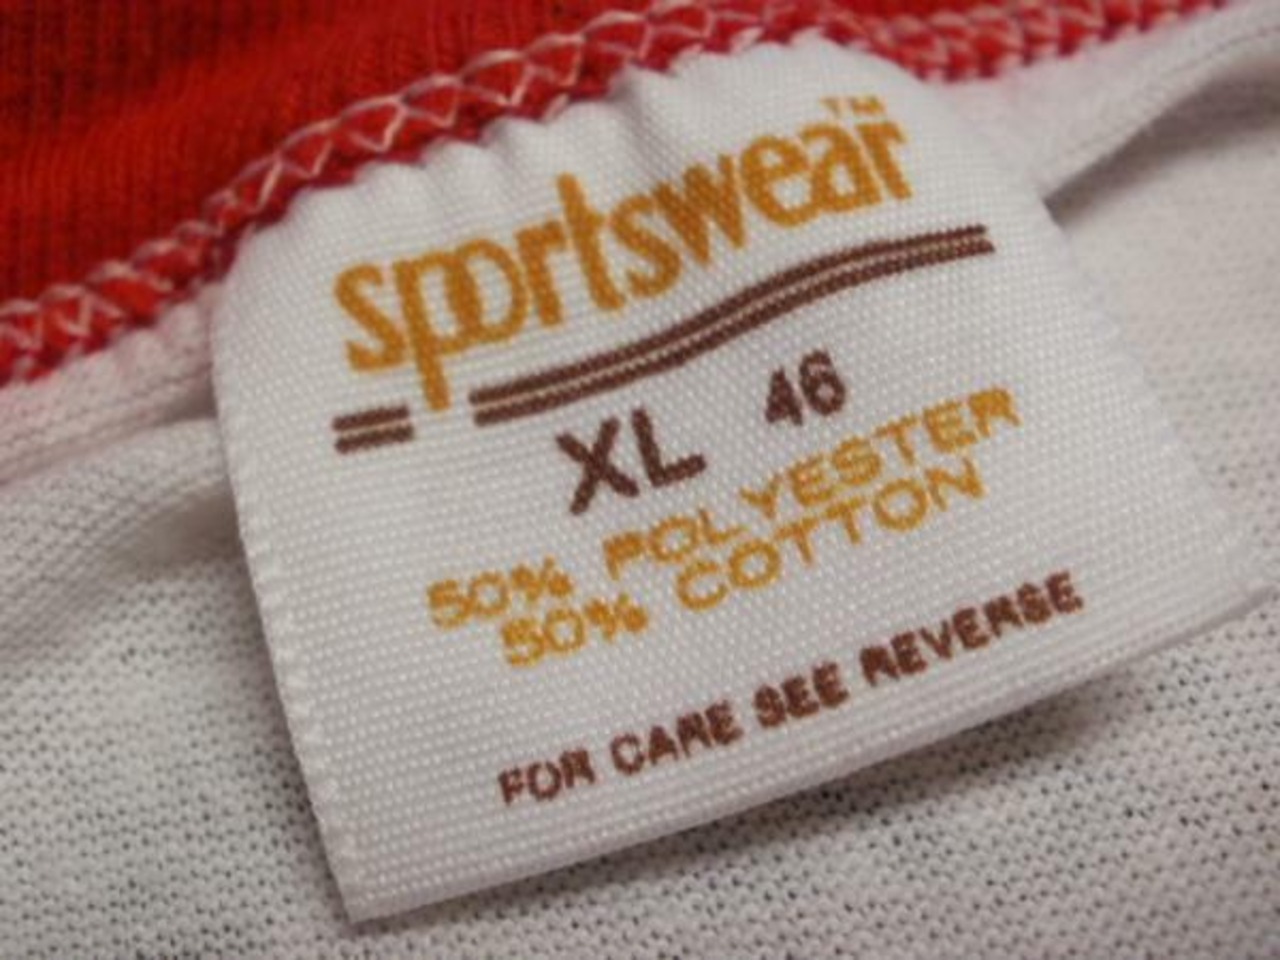 sportswear™
XL 46
50% POLYESTER
50% COTTON
FOR CARE SEE REVERSE